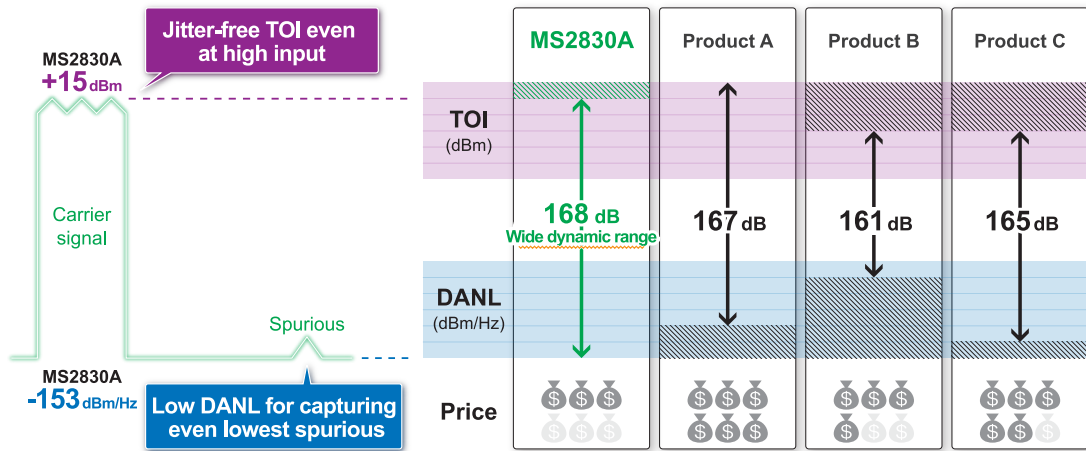 Jitter-free TOI even
at high input
MS2830A
+15 dBm
Carrier
signal
Spurious
MS2830A
-153 dBm/Hz
Low DANL for capturing
even lowest spurious
MS2830A
Product A
Product B
Product C
TOI
(dBm)
168 dB
Wide dynamic range
167 dB
161 dB
165 dB
DANL
(dBm/Hz)
Price
$ $ $
$ $ $
$ $ $
$ $ $
$ $ $
$ $ $
$ $ $
$ $ $